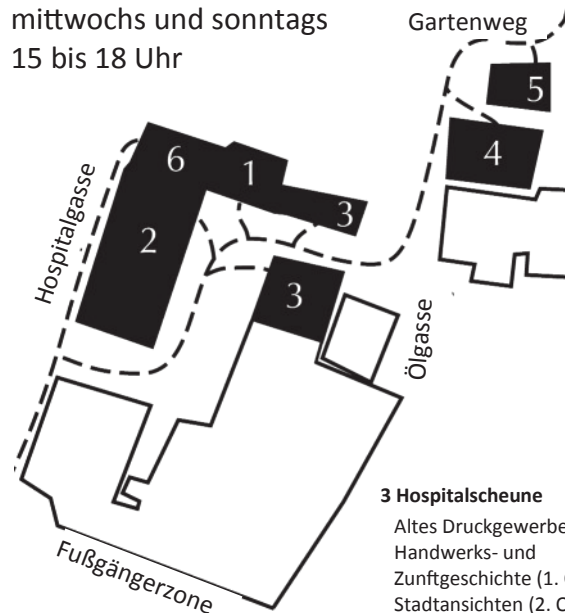 mittwochs und sonntags
15 bis 18 Uhr
Gartenweg
5
4
6
1
3
2
3
Hospitalgasse
Ölgasse
Fußgängerzone
3 Hospitalscheune
Altes Druckgewerbe
Handwerks- und
Zunftgeschichte (1.
Stadtansichten (2.